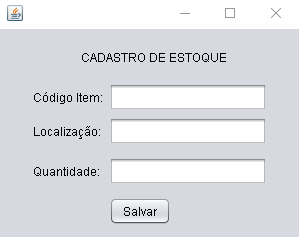 CADASTRO DE ESTOQUE
Código Item:
Localização:
Quantidade:
Salvar